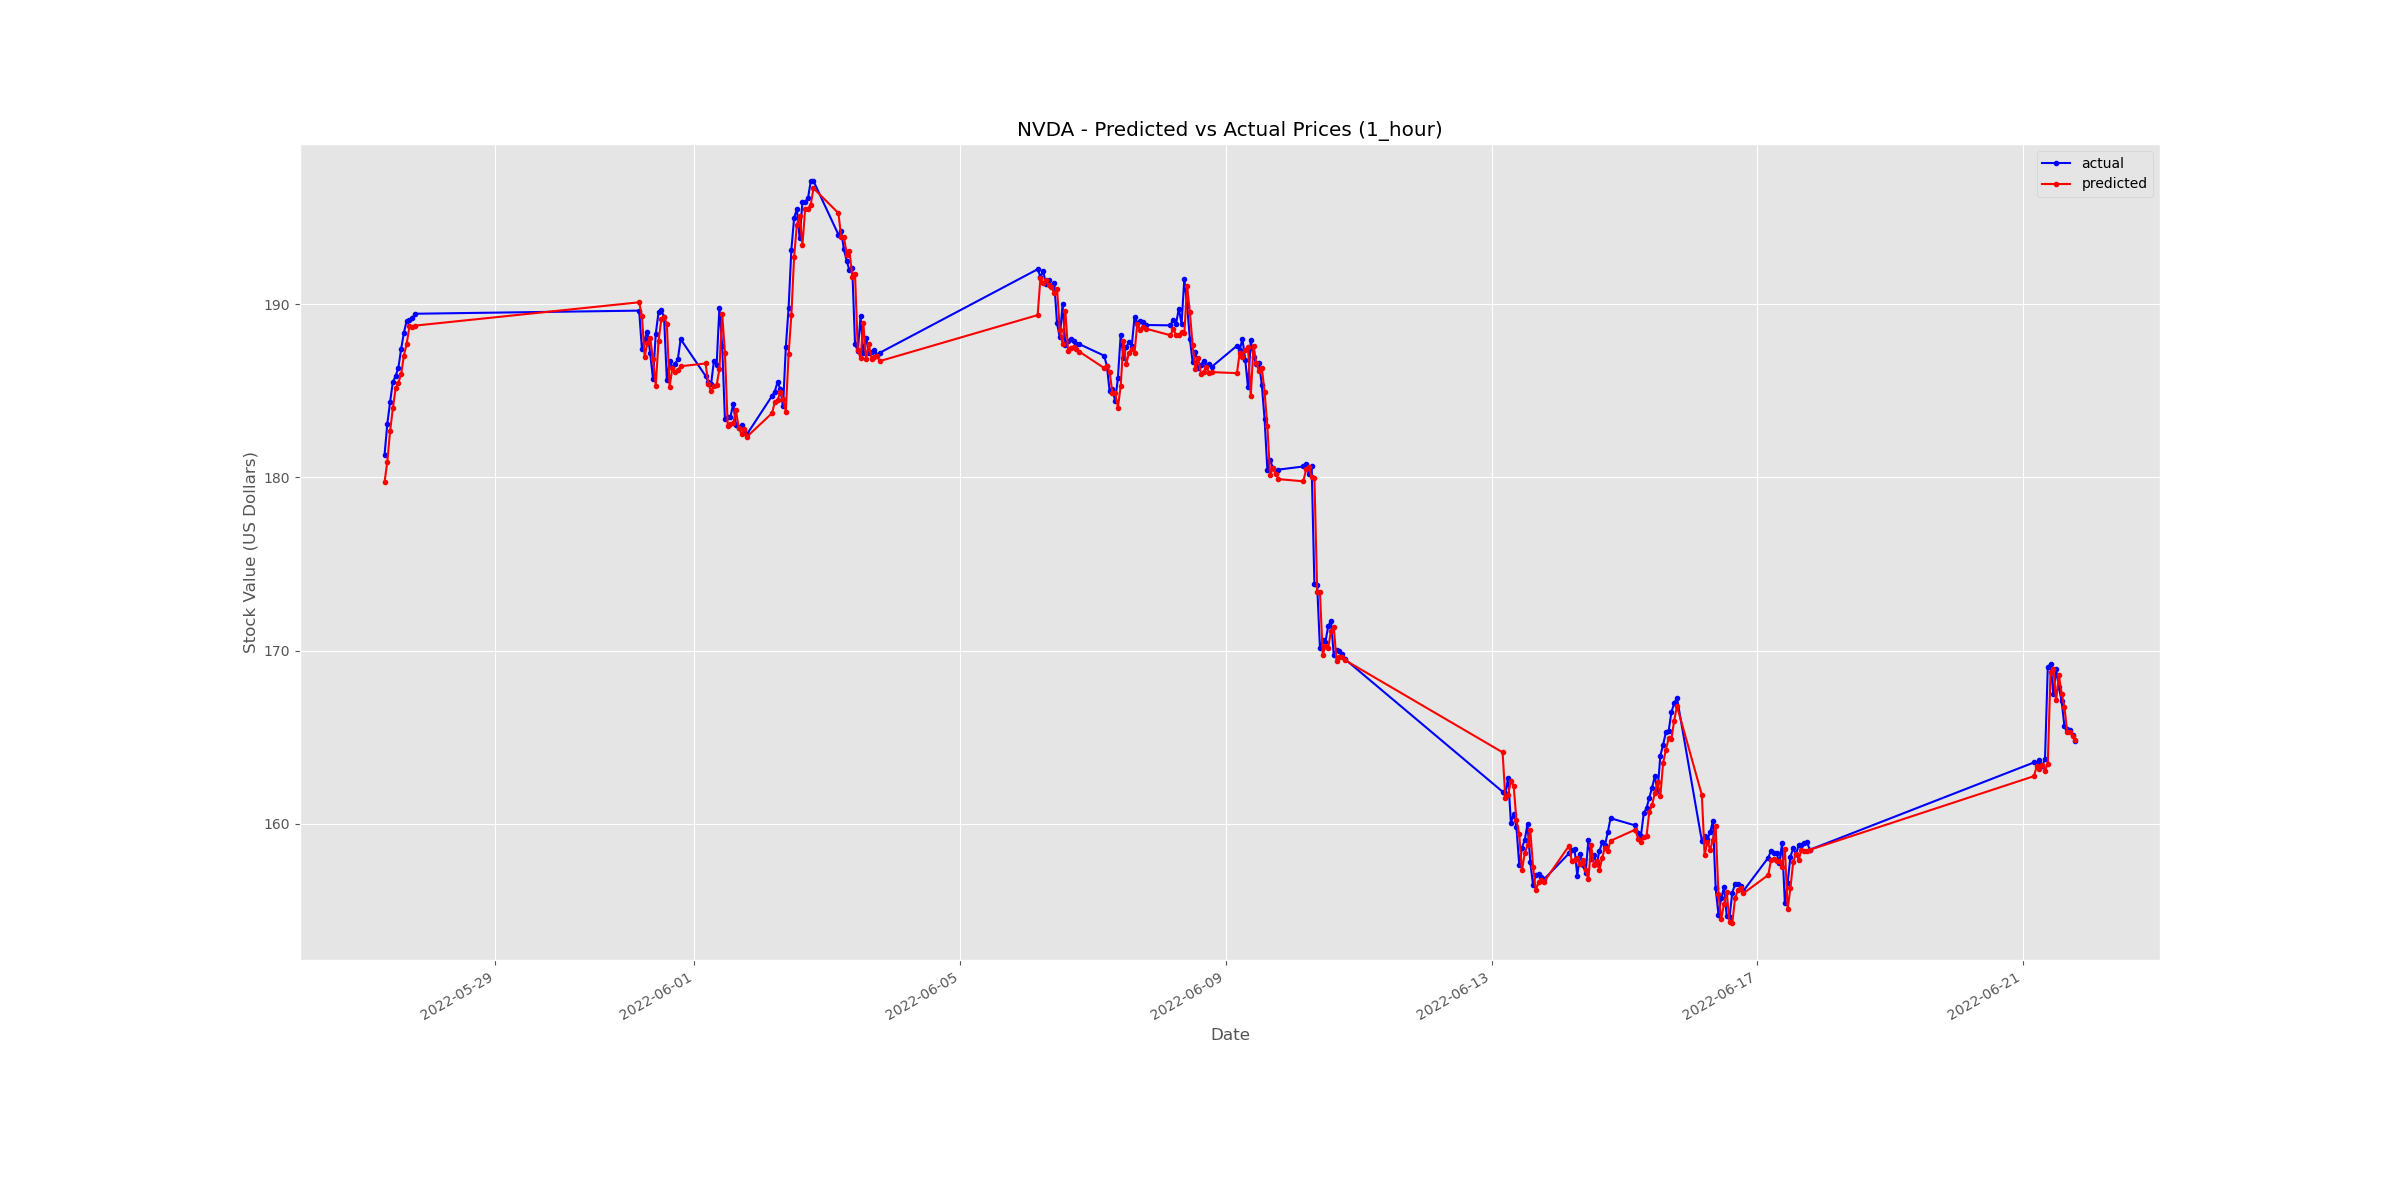 NVDA - Predicted vs Actual Prices (1_hour)
actual
predicted
Stock Value (US Dollars)
190
180
170
160
2022-05-29
2022-06-01
2022-06-05
2022-06-09
2022-06-13
2022-06-17
2022-06-21
Date